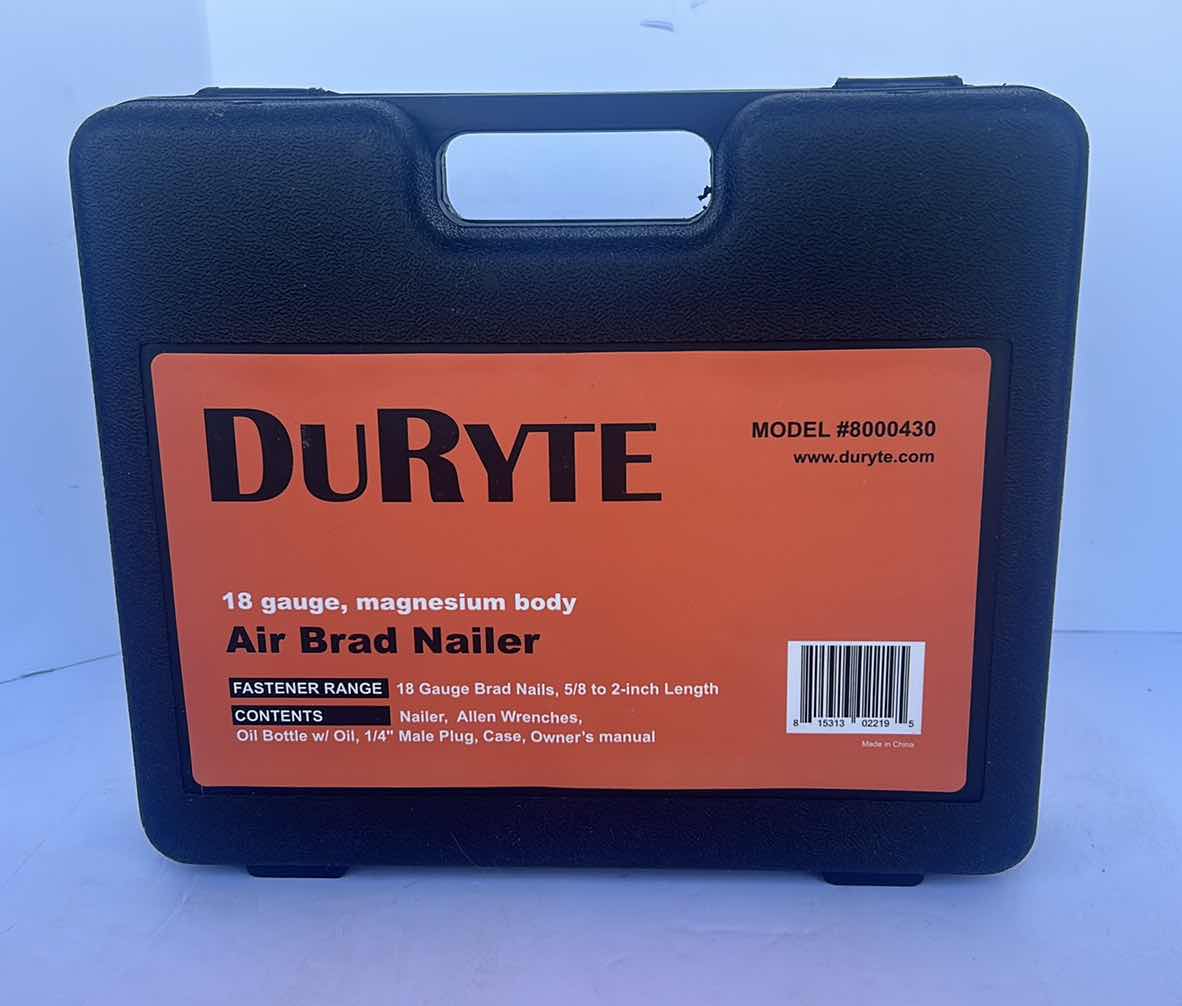 DURYTE
MODEL #8000430
www.duryte.com
18 gauge, magnesium body
Air Brad Nailer
FASTENER RANGE 18 Gauge Brad Nails, 5/8 to 2-inch Length
CONTENTS Nailer, Allen Wrenches,
Oil Bottle w/ Oil, 1/4" Male Plug, Case, Owner's manual
8 15313 02219 5
Made in China